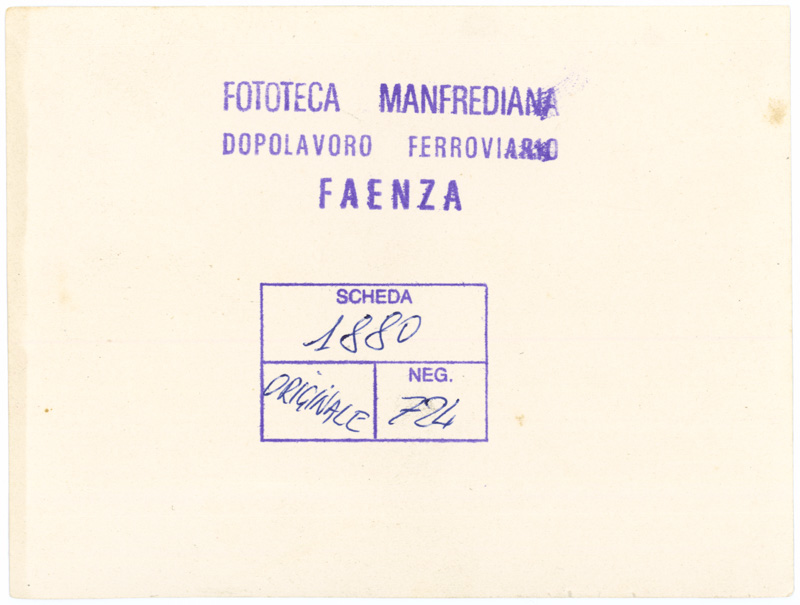 FOTOTECA MANFREDIANA
DOPOLAVORO FERROVIARIO
FAENZA
SCHEDA
1880
ORIGINALE
NEG.
724